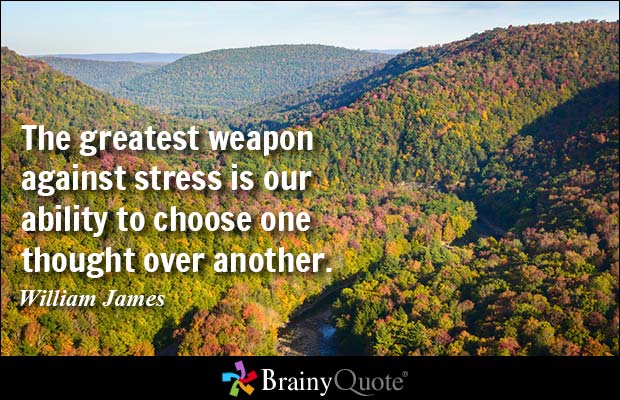 The greatest weapon
against stress is our
ability to choose one
thought over another.
William James
BrainyQuote®